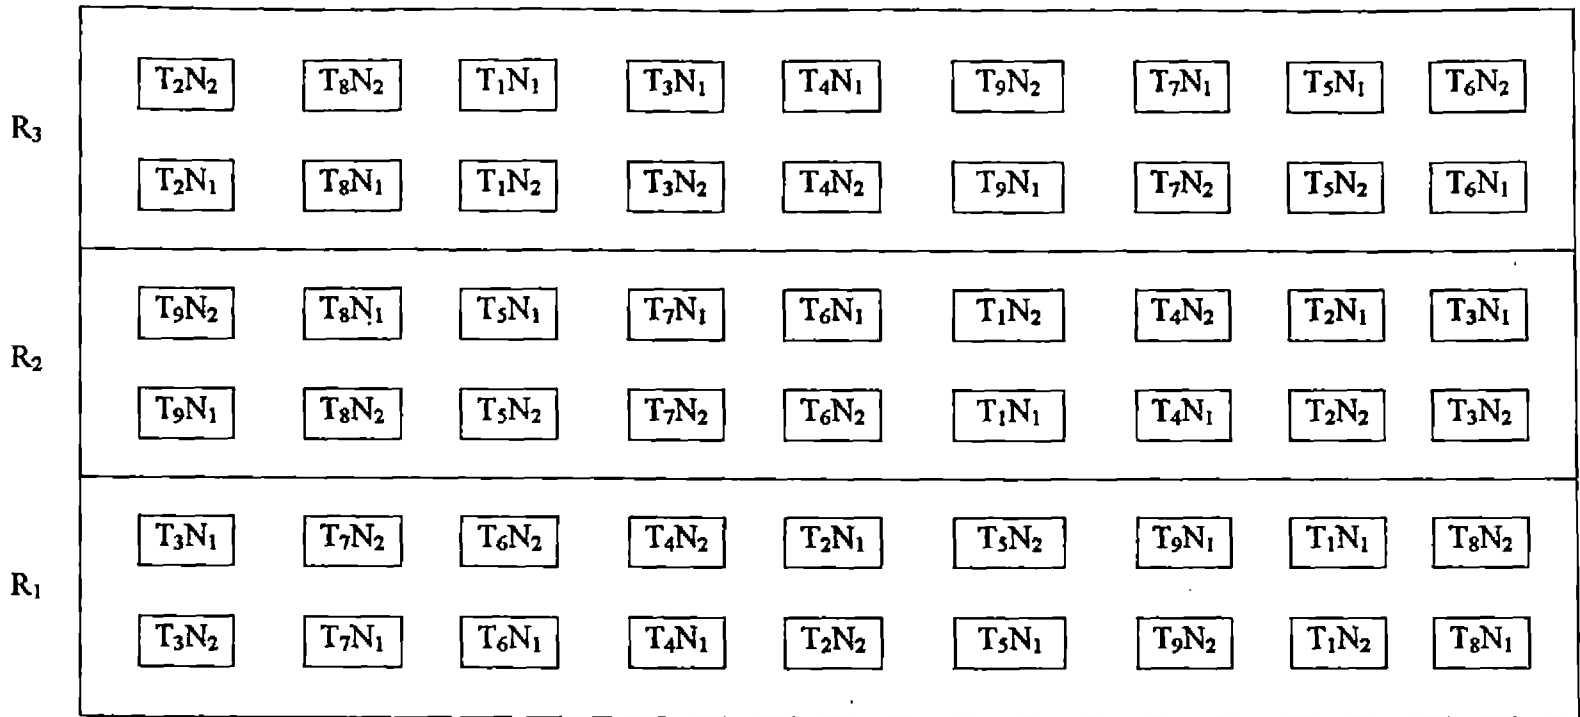 T₂N₂ T₈N₂ T₁N₁ T₃N₁ T₄N₁ T₉N₂ T₇N₁ T₅N₁ T₆N₂
R₃
T₂N₁ T₈N₁ T₁N₂ T₃N₂ T₄N₂ T₉N₁ T₇N₂ T₅N₂ T₆N₁
T₉N₂ T₈N₁ T₅N₁ T₇N₁ T₆N₁ T₁N₂ T₄N₂ T₂N₁ T₃N₁
R₂
T₉N₁ T₈N₂ T₅N₂ T₇N₂ T₆N₂ T₁N₁ T₄N₁ T₂N₂ T₃N₂
T₃N₁ T₇N₂ T₆N₂ T₄N₂ T₂N₁ T₅N₂ T₉N₁ T₁N₁ T₈N₂
R₁
T₃N₂ T₇N₁ T₆N₁ T₄N₁ T₂N₂ T₅N₁ T₉N₂ T₁N₂ T₈N₁